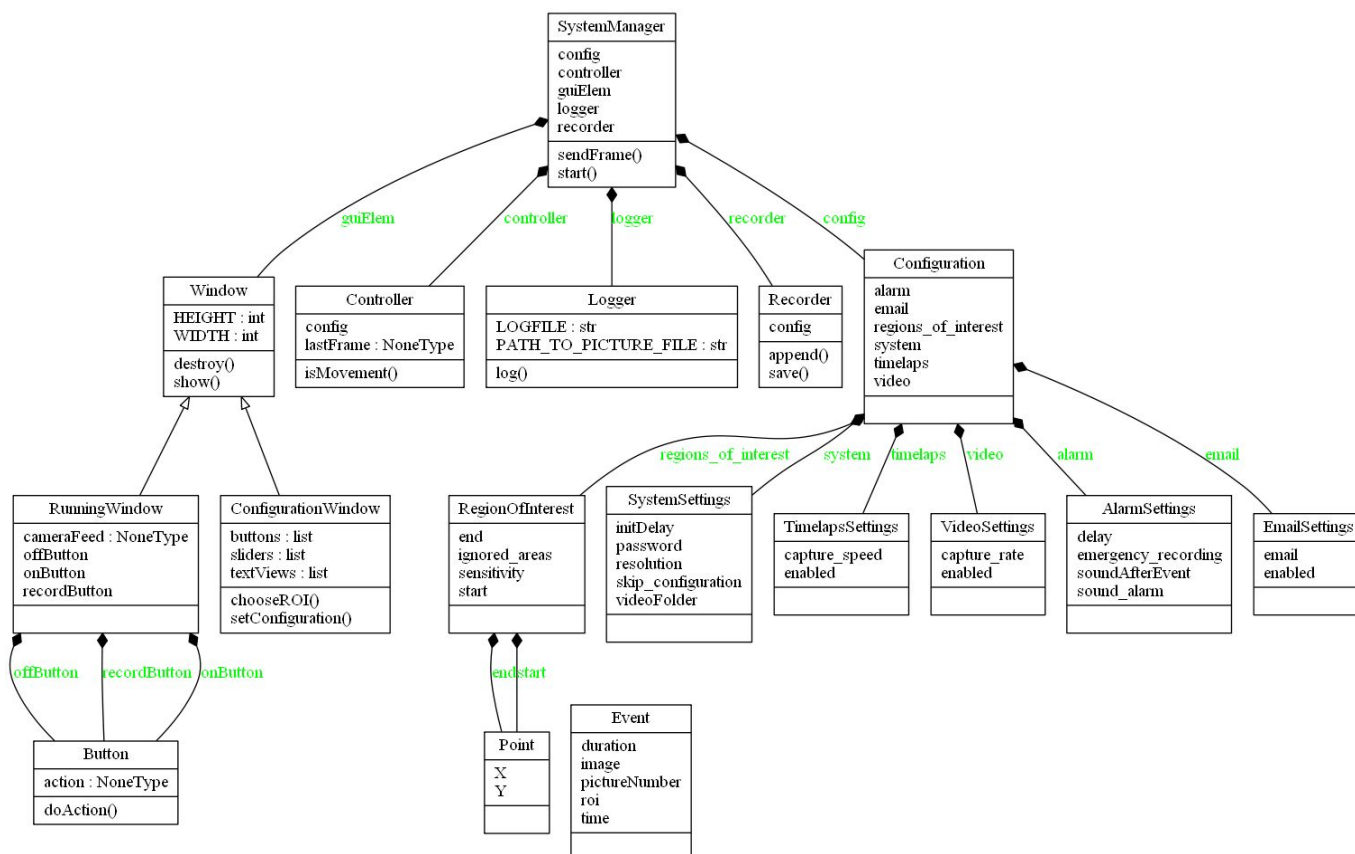 SystemManager
config
controller
guiElem
logger
recorder
sendFrame()
start()
guiElem
controller
logger
recorder
config
Window
HEIGHT : int
WIDTH : int
destroy()
show()
Controller
config
lastFrame : NoneType
isMovement()
Logger
LOGFILE : str
PATH_TO_PICTURE_FILE : str
log()
Recorder
config
append()
save()
Configuration
alarm
email
regions_of_interest
system
timelaps
video
regions_of_interest
system
timelaps
video
alarm
email
RunningWindow
cameraFeed : NoneType
offButton
onButton
recordButton
ConfigurationWindow
buttons : list
sliders : list
textViews : list
chooseROI()
setConfiguration()
RegionOfInterest
end
ignored_areas
sensitivity
start
SystemSettings
initDelay
password
resolution
skip_configuration
videoFolder
TimelapsSettings
capture_speed
enabled
VideoSettings
capture_rate
enabled
AlarmSettings
delay
emergency_recording
soundAfterEvent
sound_alarm
EmailSettings
email
enabled
offButton
recordButton
onButton
end
start
Button
action : NoneType
doAction()
Point
X
Y
Event
duration
image
pictureNumber
roi
time